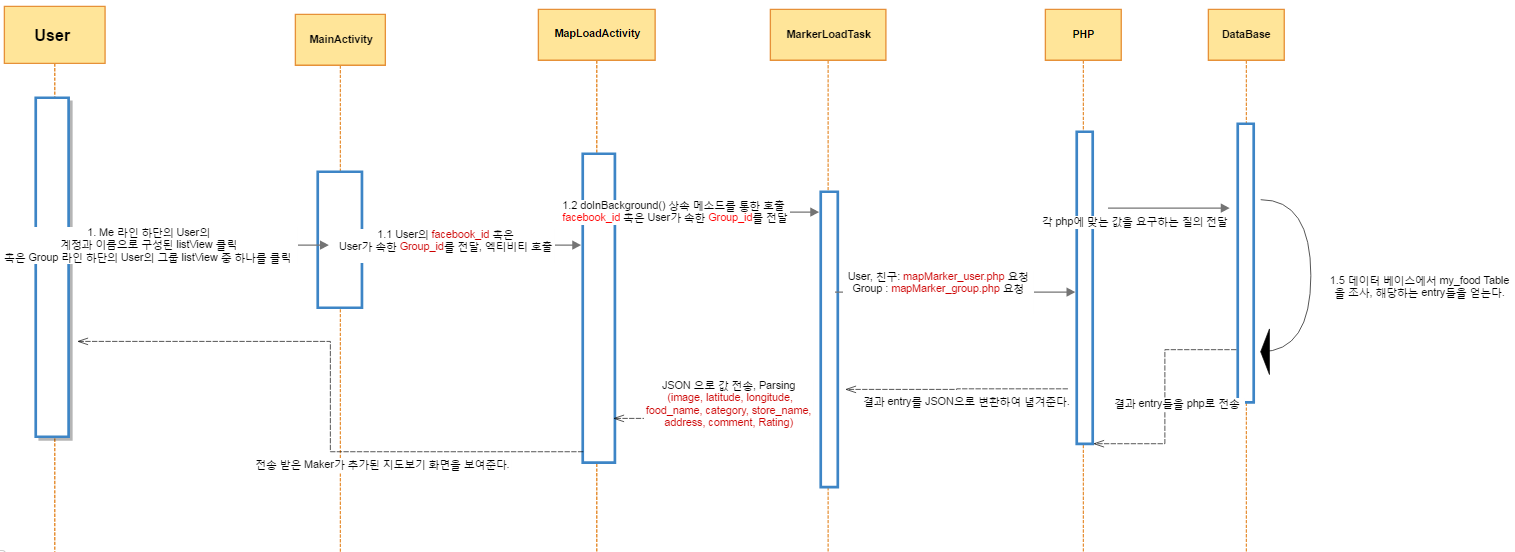 User
MainActivity
MapLoadActivity
MarkerLoadTask
PHP
DataBase
1. Me 라인 하단의 User의
계정과 이름으로 구성된 listView 클릭
혹은 Group 라인 하단의 User의 그룹 listView 중 하나를 클릭
1.1 User의 facebook_id 혹은
User가 속한 Group_id를 전달, 엑티비티 호출
1.2 doInBackground() 상속 메소드를 통한 호출
facebook_id 혹은 User가 속한 Group_id를 전달
User, 친구: mapMarker_user.php 요청
Group : mapMarker_group.php 요청
각 php에 맞는 값을 요구하는 질의 전달
1.5 데이터 베이스에서 my_food Table
을 조사, 해당하는 entry들을 얻는다.
결과 entry들을 php로 전송
결과 entry를 JSON으로 변환하여 넘겨준다.
JSON 으로 값 전송, Parsing
(image, latitude, longitude,
food_name, category, store_name,
address, comment, Rating)
전송 받은 Maker가 추가된 지도보기 화면을 보여준다.